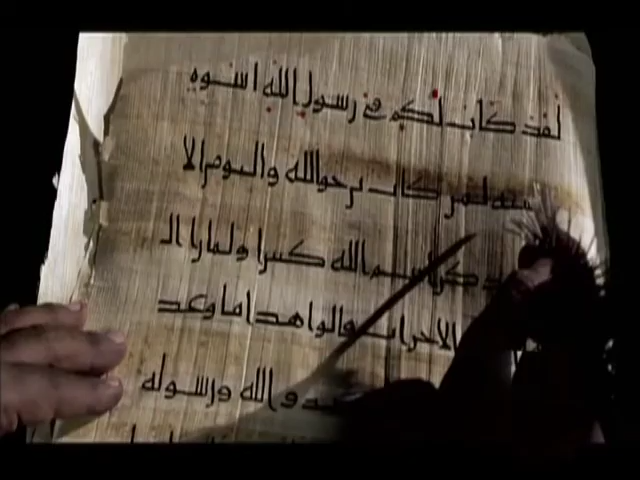 لقد كان لكم في رسول الله اسوه
لمن كان يرجوا الله واليوم الا
الله كثيرا ولما را ال
الاحزاب قالوا هذا ما وعد
و الله ورسوله